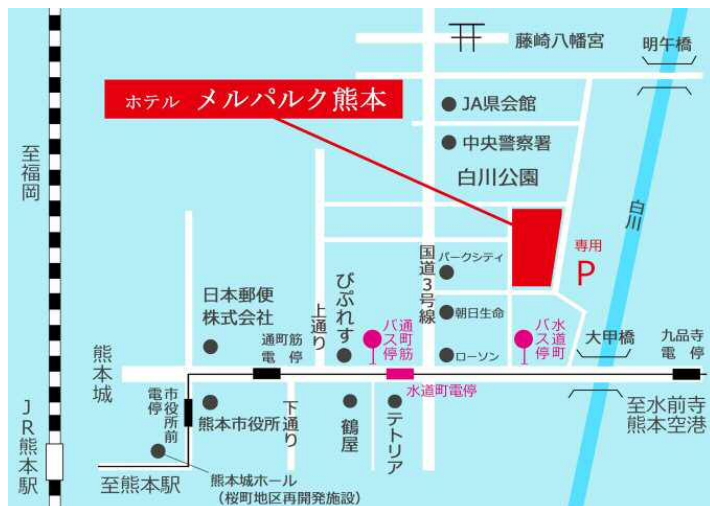 藤崎八幡宮
明午橋
ホテル メルパルク熊本
JA県会館
中央警察署
白川公園
至福岡
白川
専用
P
国道3号線
パークシティ
日本郵便
株式会社
上通り
びぷれす
通町筋
バス停
朝日生命
水道町
バス停
大甲橋
九品寺
電停
通町筋
電停
ローソン
熊本城
水道町電停
市役所前
電停
熊本市役所
下通り
鶴屋
テトリア
至水前寺
熊本空港
JR熊本駅
至熊本駅
熊本城ホール
(桜町地区再開発施設)